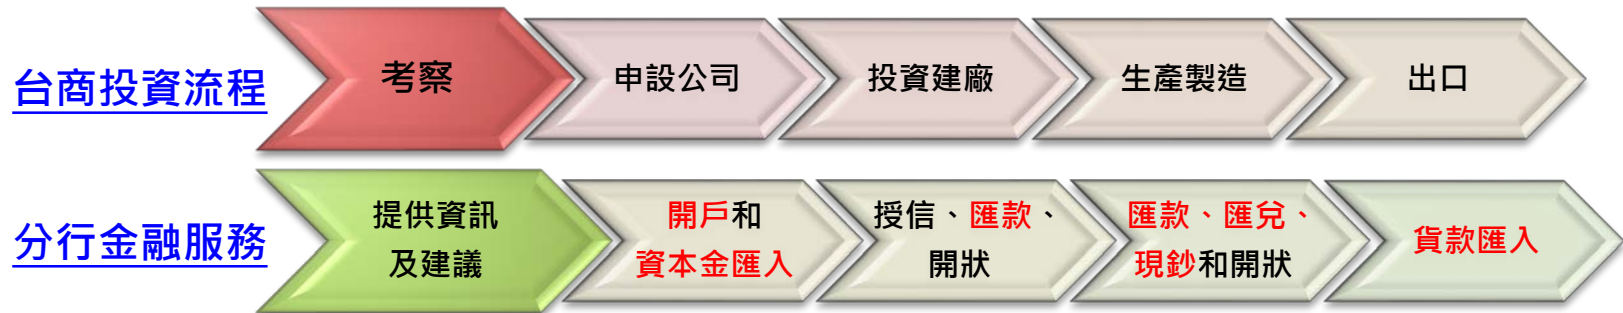 台商投資流程
考察
申設公司
投資建廠
生產製造
出口
分行金融服務
提供資訊
及建議
開戶和
資本金匯入
授信、匯款、
開狀
匯款、匯兌、
現鈔和開狀
貨款匯入